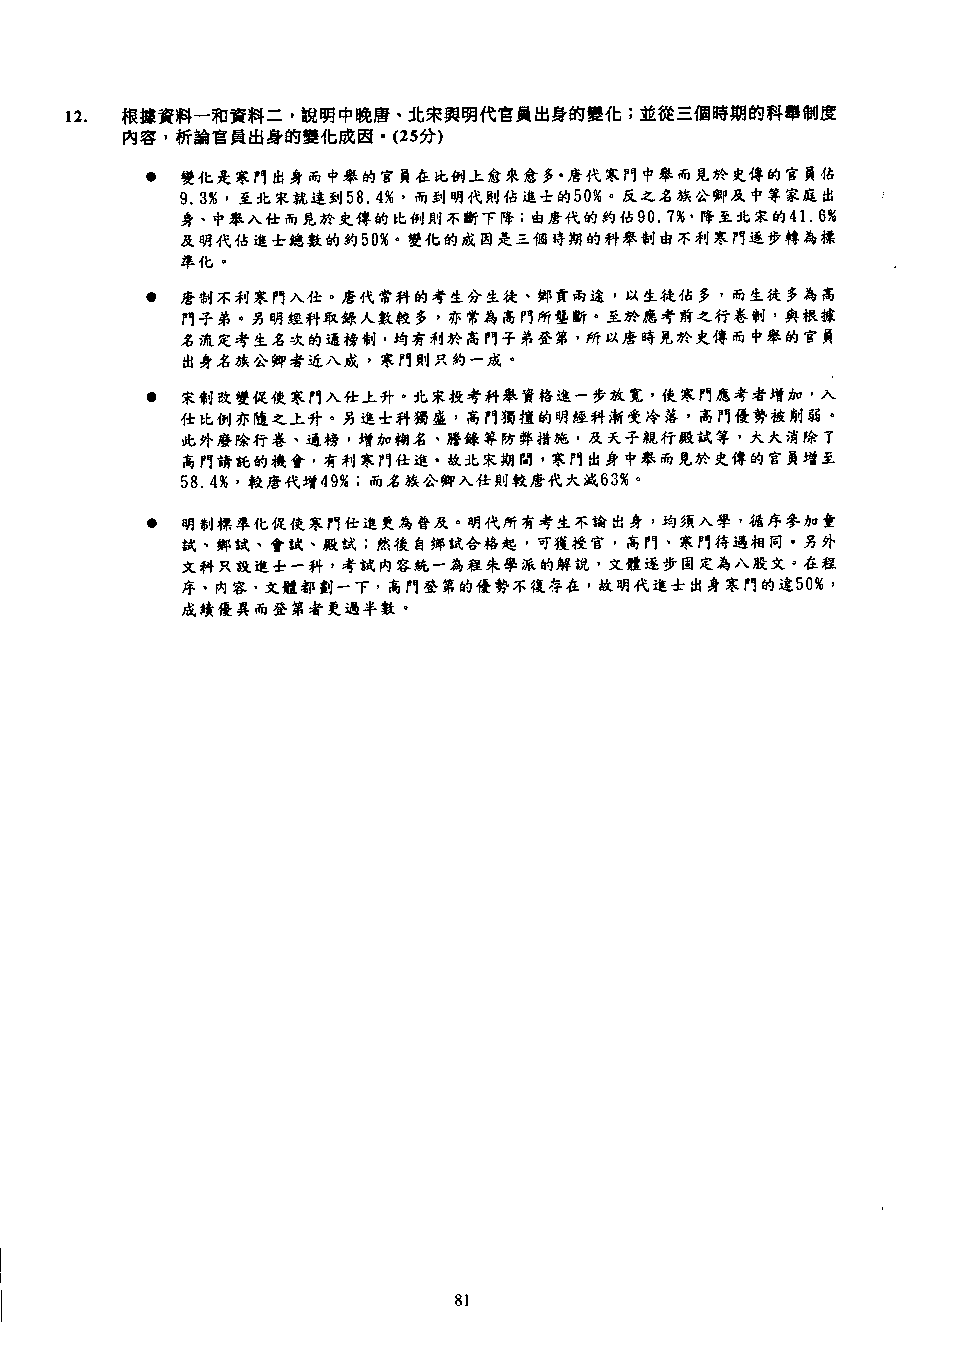 12. 根據資料一和資料二，說明中晚唐、北宋與明代官員出身的變化；並從三個時期的科舉制度
內容，析論官員出身的變化成因。(25分)
● 變化是寒門出身而中舉的官員在比例上愈來愈多。唐代寒門中舉而見於史傳的官員佔
9.3%，至北宋就達到58.4%，而到明代則佔進士的50%。反之名族公卿及中等家庭出
身、中舉入仕而見於史傳的比例則不斷下降；由唐代的約佔90.7%，降至北宋的41.6%
及明代佔進士總數的約50%。變化的成因是三個時期的科舉制由不利寒門逐步轉為標
準化。
● 唐制不利寒門入仕。唐代常科的考生分生徒、鄉貢兩途，以生徒佔多，而生徒多為高
門子弟。另明經科取錄人數較多，亦常為高門所壟斷。至於應考前之行卷制，與根據
名流定考生名次的通榜制，均有利於高門子弟登第，所以唐時見於史傳而中舉的官員
出身名族公卿者近八成，寒門則只約一成。
● 宋制改變促使寒門入仕上升。北宋投考科舉資格進一步放寬，使寒門應考者增加，入
仕比例亦隨之上升。另進士科獨盛，高門獨擅的明經科漸受冷落，高門優勢被削弱。
此外廢除行卷、通榜，增加糊名、謄錄等防弊措施，及天子親行殿試等，大大消除了
高門請託的機會，有利寒門仕進。故北宋期間，寒門出身中舉而見於史傳的官員增至
58.4%，較唐代增49%；而名族公卿入仕則較唐代大減63%。
● 明制標準化促使寒門仕進更為普及。明代所有考生不論出身，均須入學，循序參加童
試、鄉試、會試、殿試；然後自鄉試合格起，可獲授官，高門、寒門待遇相同。另外
文科只設進士一科，考試內容統一為程朱學派的解說，文體逐步固定為八股文。在程
序、內容、文體都劃一下，高門登第的優勢不復存在，故明代進士出身寒門的達50%，
成績優異而登第者更過半數。
81